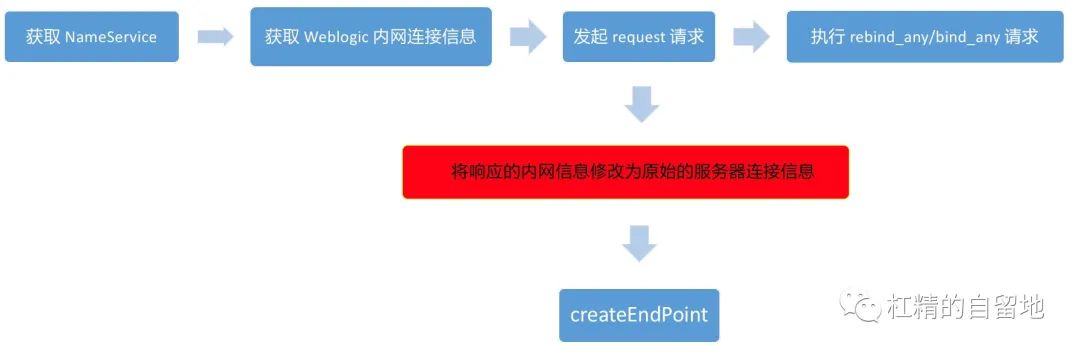 获取 NameService
获取 Weblogic 内网连接信息
发起 request 请求
执行 rebind_any/bind_any 请求
将响应的内网信息修改为原始的服务器连接信息
createEndPoint
杠精的自留地